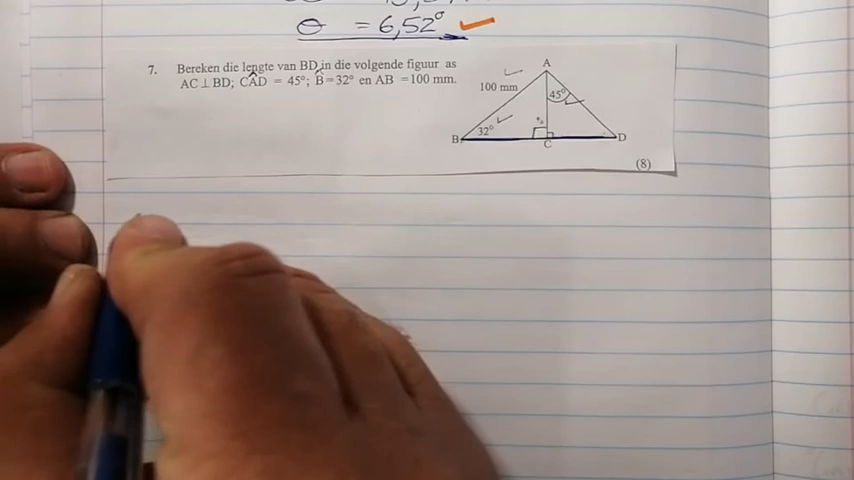 θ = 6,52° ✓
7. Bereken die lengte van BD in die volgende figuur as
AC ⊥ BD; CÂD = 45°; B̂ = 32° en AB = 100 mm.
A
100 mm
45°
32°
B
C
D
(8)